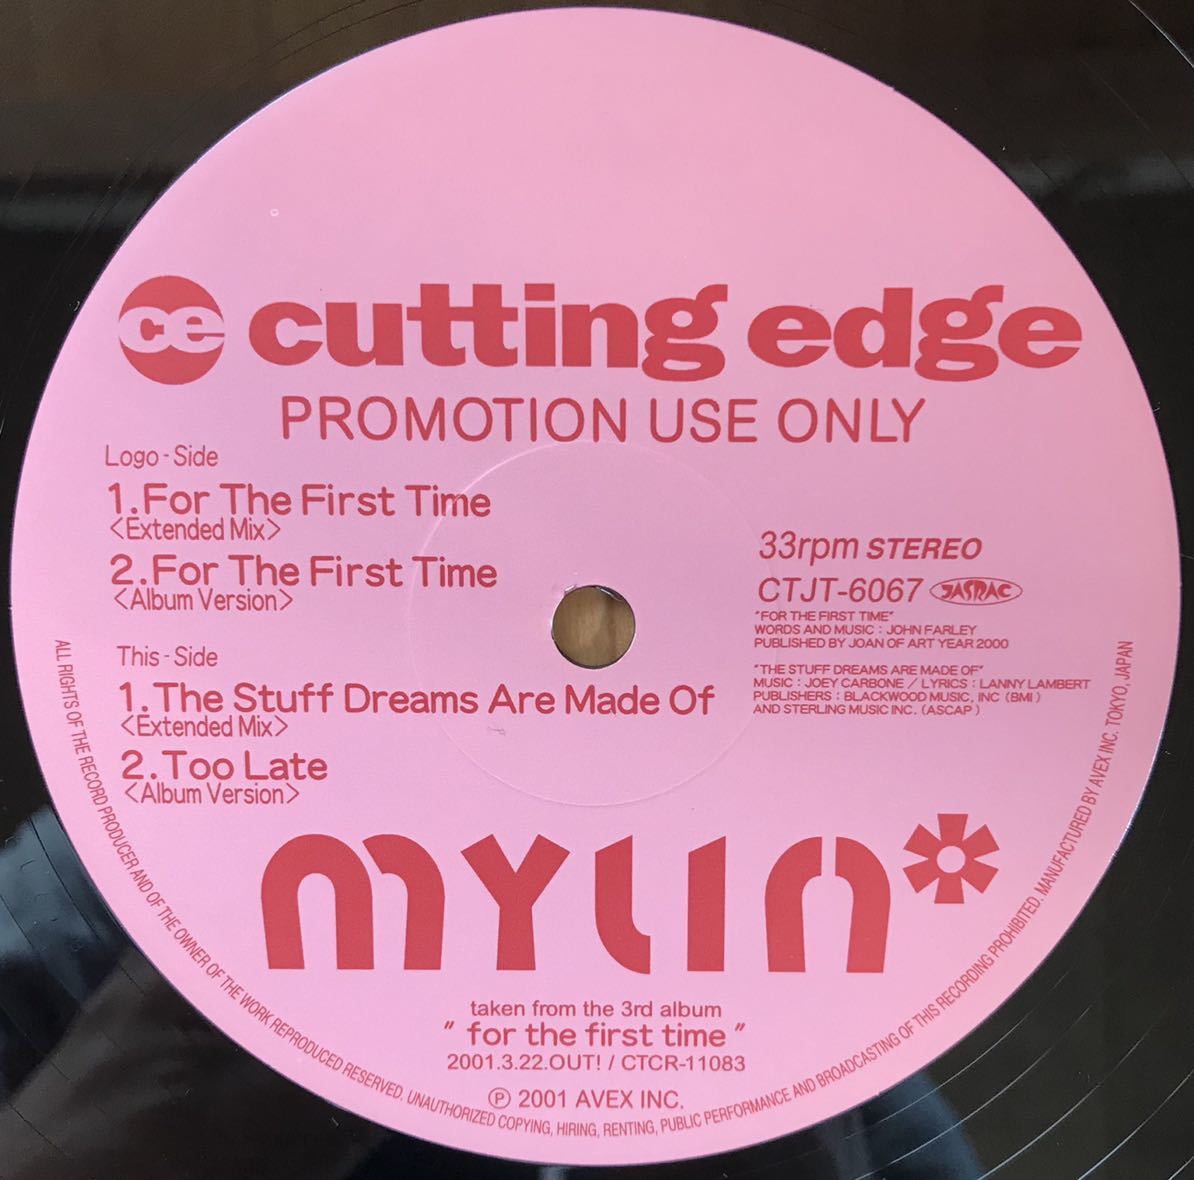 ce cutting edge
PROMOTION USE ONLY
Logo-Side
1.For The First Time
<Extended Mix>
2.For The First Time
<Album Version>
This-Side
1.The Stuff Dreams Are Made Of
<Extended Mix>
2.Too Late
<Album Version>
33rpm STEREO
CTJT-6067 JASRAC
"FOR THE FIRST TIME"
WORDS AND MUSIC : JOHN FARLEY
PUBLISHED BY JOAN OF ART YEAR 2000
"THE STUFF DREAMS ARE MADE OF"
MUSIC : JOEY CARBONE / LYRICS : LANNY LAMBERT
PUBLISHERS : BLACKWOOD MUSIC, INC (BMI)
AND STERLING MUSIC INC. (ASCAP)
MYLIN*
taken from the 3rd album
" for the first time "
2001.3.22.OUT! / CTCR-11083
Ⓟ 2001 AVEX INC.
ALL RIGHTS OF THE RECORD PRODUCER AND OF THE OWNER OF THE WORK REPRODUCED RESERVED. UNAUTHORIZED COPYING, HIRING, RENTING, PUBLIC PERFORMANCE AND BROADCASTING OF THIS RECORDING PROHIBITED. MANUFACTURED BY AVEX INC. TOKYO, JAPAN